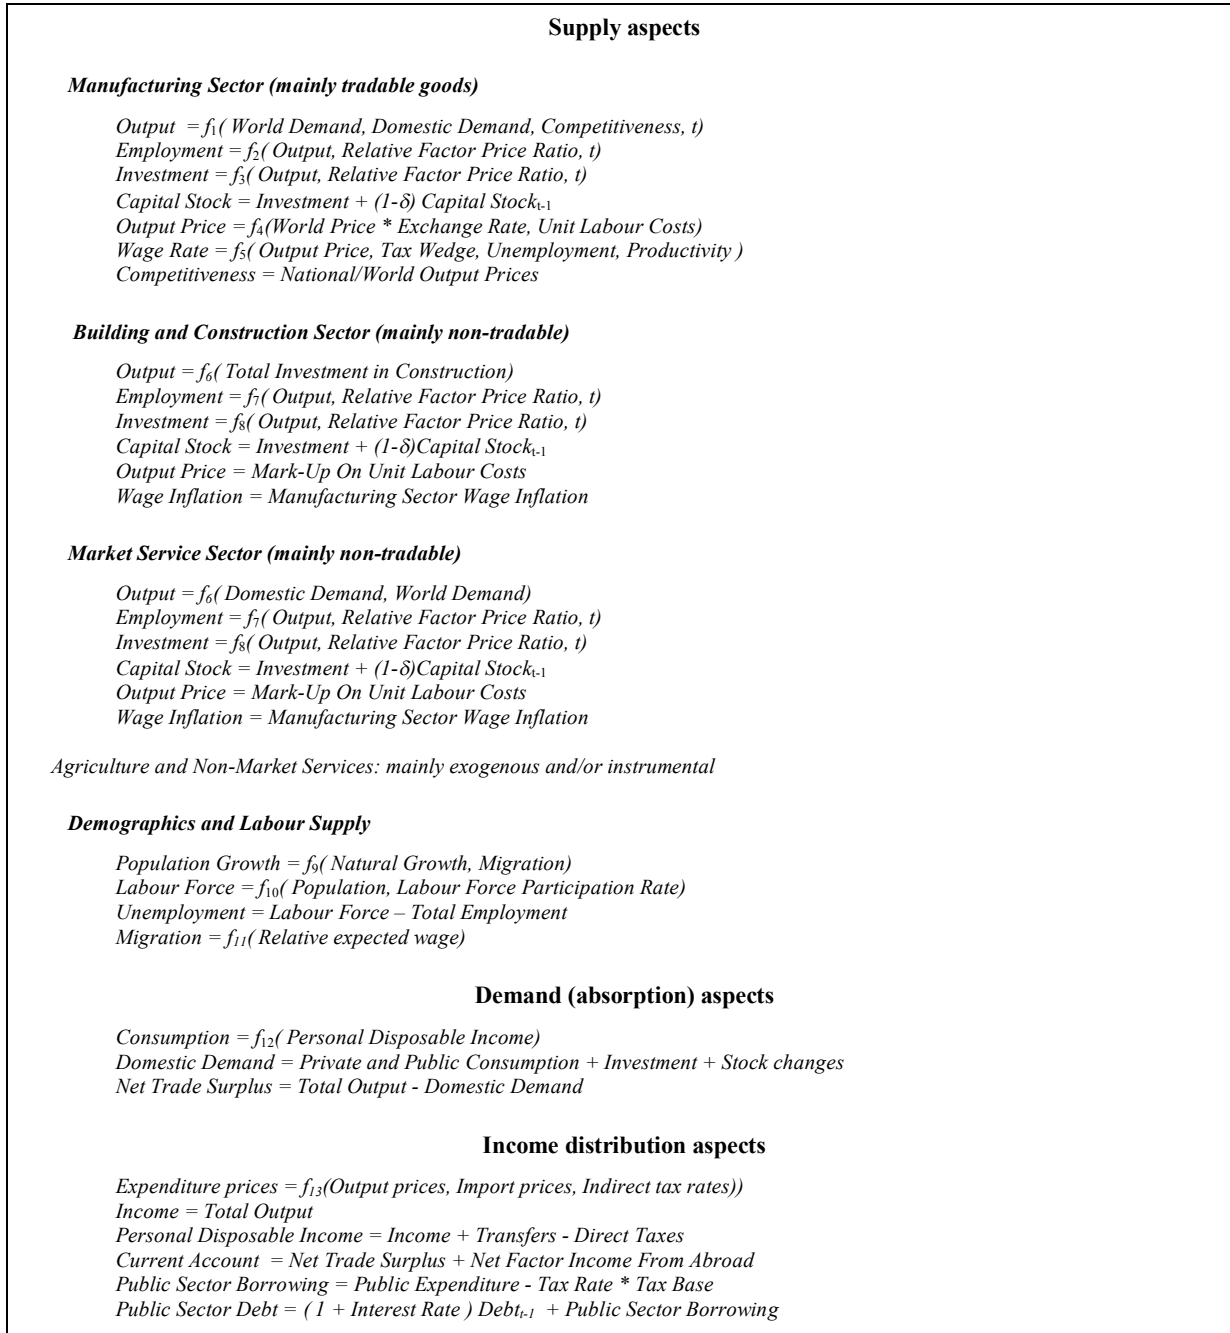 Supply aspects
Manufacturing Sector (mainly tradable goods)
Output = f1( World Demand, Domestic Demand, Competitiveness, t)
Employment = f2( Output, Relative Factor Price Ratio, t)
Investment = f3( Output, Relative Factor Price Ratio, t)
Capital Stock = Investment + (1-δ) Capital Stockt-1
Output Price = f4(World Price * Exchange Rate, Unit Labour Costs)
Wage Rate = f5( Output Price, Tax Wedge, Unemployment, Productivity )
Competitiveness = National/World Output Prices
Building and Construction Sector (mainly non-tradable)
Output = f6( Total Investment in Construction)
Employment = f7( Output, Relative Factor Price Ratio, t)
Investment = f8( Output, Relative Factor Price Ratio, t)
Capital Stock = Investment + (1-δ)Capital Stockt-1
Output Price = Mark-Up On Unit Labour Costs
Wage Inflation = Manufacturing Sector Wage Inflation
Market Service Sector (mainly non-tradable)
Output = f6( Domestic Demand, World Demand)
Employment = f7( Output, Relative Factor Price Ratio, t)
Investment = f8( Output, Relative Factor Price Ratio, t)
Capital Stock = Investment + (1-δ)Capital Stockt-1
Output Price = Mark-Up On Unit Labour Costs
Wage Inflation = Manufacturing Sector Wage Inflation
Agriculture and Non-Market Services: mainly exogenous and/or instrumental
Demographics and Labour Supply
Population Growth = f9( Natural Growth, Migration)
Labour Force = f10( Population, Labour Force Participation Rate)
Unemployment = Labour Force – Total Employment
Migration = f11( Relative expected wage)
Demand (absorption) aspects
Consumption = f12( Personal Disposable Income)
Domestic Demand = Private and Public Consumption + Investment + Stock changes
Net Trade Surplus = Total Output - Domestic Demand
Income distribution aspects
Expenditure prices = f13(Output prices, Import prices, Indirect tax rates))
Income = Total Output
Personal Disposable Income = Income + Transfers - Direct Taxes
Current Account = Net Trade Surplus + Net Factor Income From Abroad
Public Sector Borrowing = Public Expenditure - Tax Rate * Tax Base
Public Sector Debt = ( 1 + Interest Rate ) Debtt-1 + Public Sector Borrowing